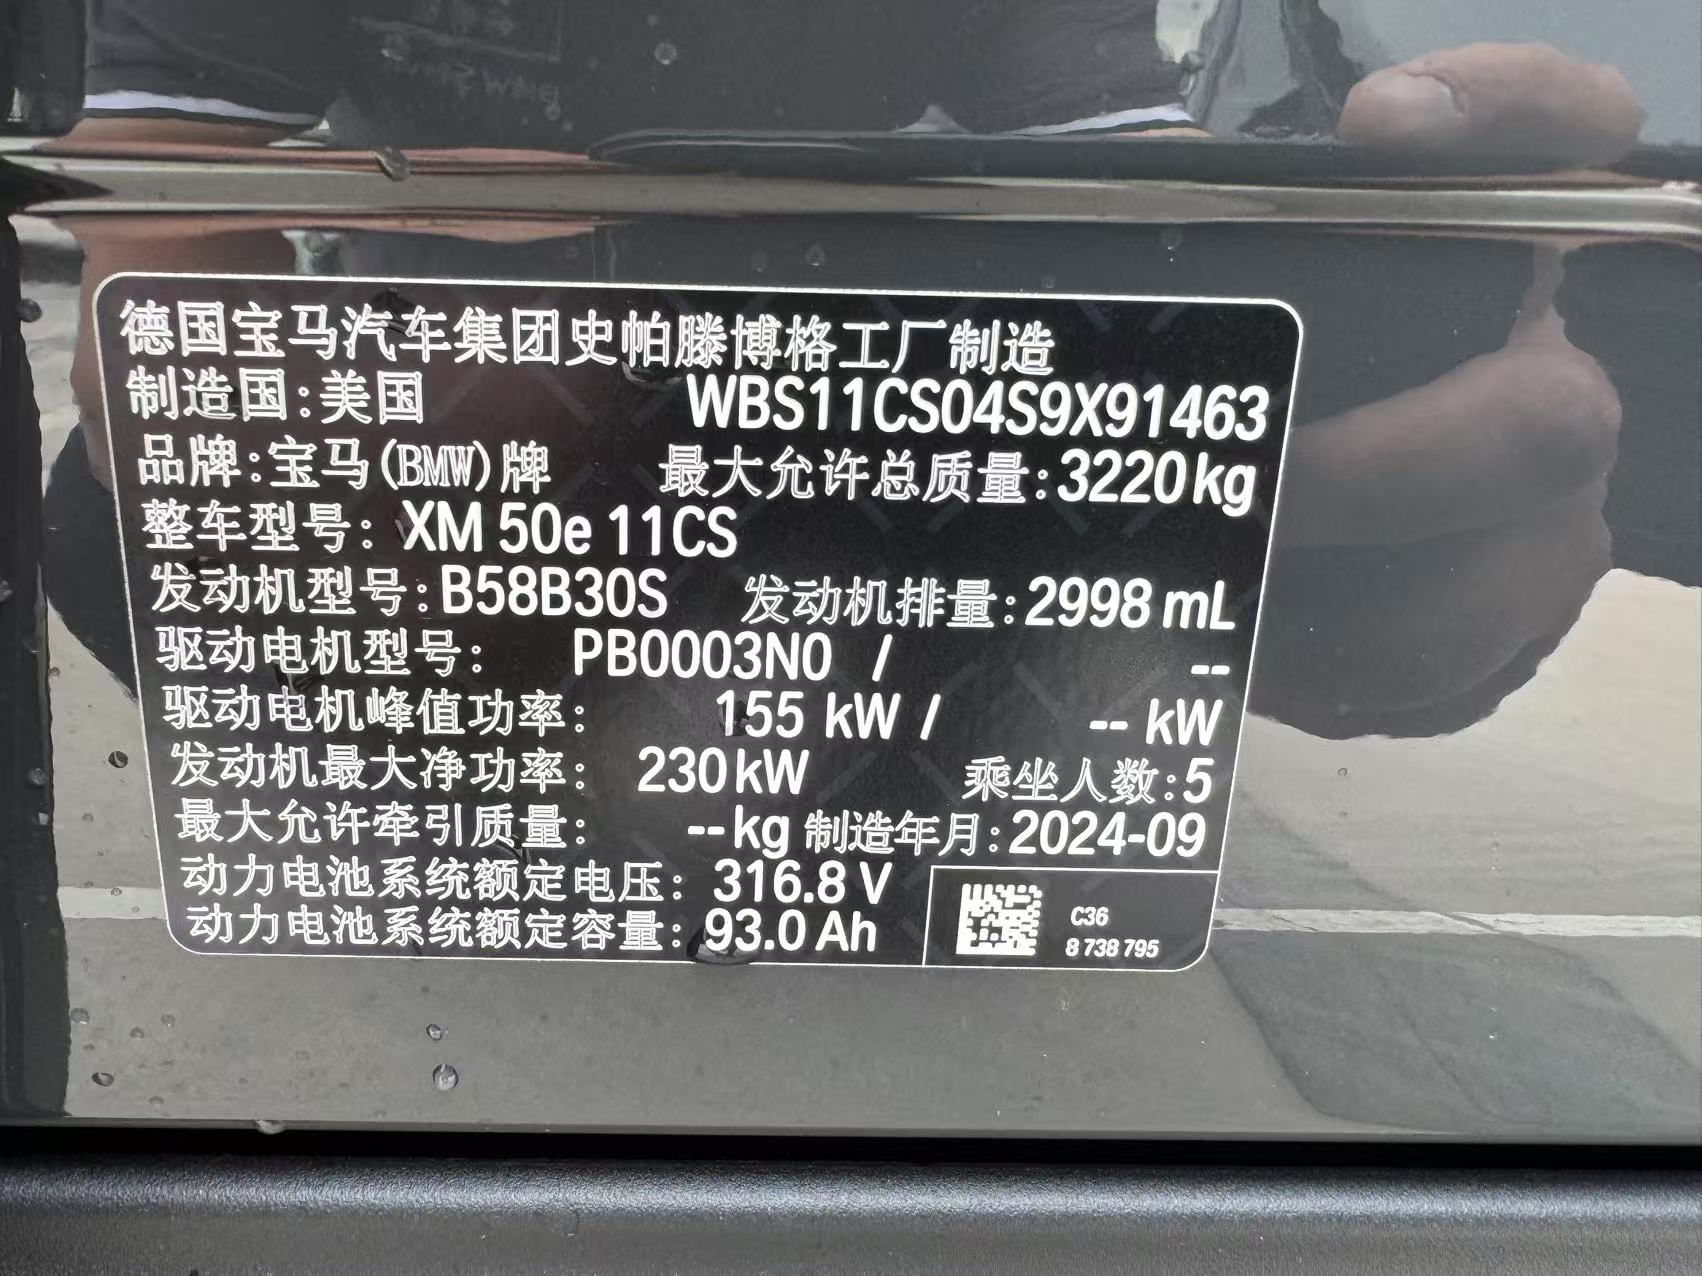 德国宝马汽车集团史帕滕博格工厂制造
制造国:美国 WBS11CS04S9X91463
品牌:宝马(BMW)牌 最大允许总质量:3220kg
整车型号: XM 50e 11CS
发动机型号:B58B30S 发动机排量:2998 mL
驱动电机型号: PB0003N0 / --
驱动电机峰值功率: 155 kW / -- kW
发动机最大净功率: 230kW 乘坐人数:5
最大允许牵引质量: --kg 制造年月:2024-09
动力电池系统额定电压: 316.8 V
动力电池系统额定容量: 93.0 Ah
C36
8 738 795